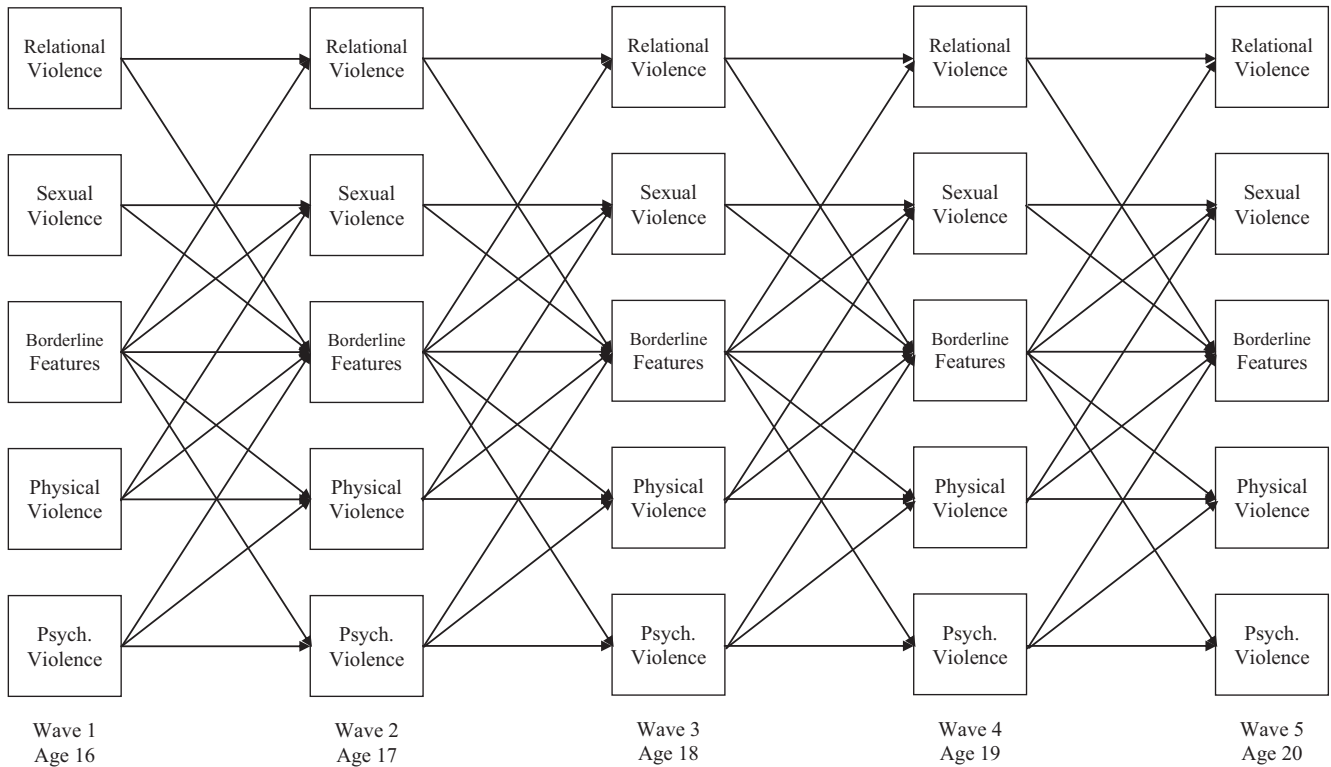 Relational
Violence
Relational
Violence
Relational
Violence
Relational
Violence
Relational
Violence
Sexual
Violence
Sexual
Violence
Sexual
Violence
Sexual
Violence
Sexual
Violence
Borderline
Features
Borderline
Features
Borderline
Features
Borderline
Features
Borderline
Features
Physical
Violence
Physical
Violence
Physical
Violence
Physical
Violence
Physical
Violence
Psych.
Violence
Psych.
Violence
Psych.
Violence
Psych.
Violence
Psych.
Violence
Wave 1
Age 16
Wave 2
Age 17
Wave 3
Age 18
Wave 4
Age 19
Wave 5
Age 20